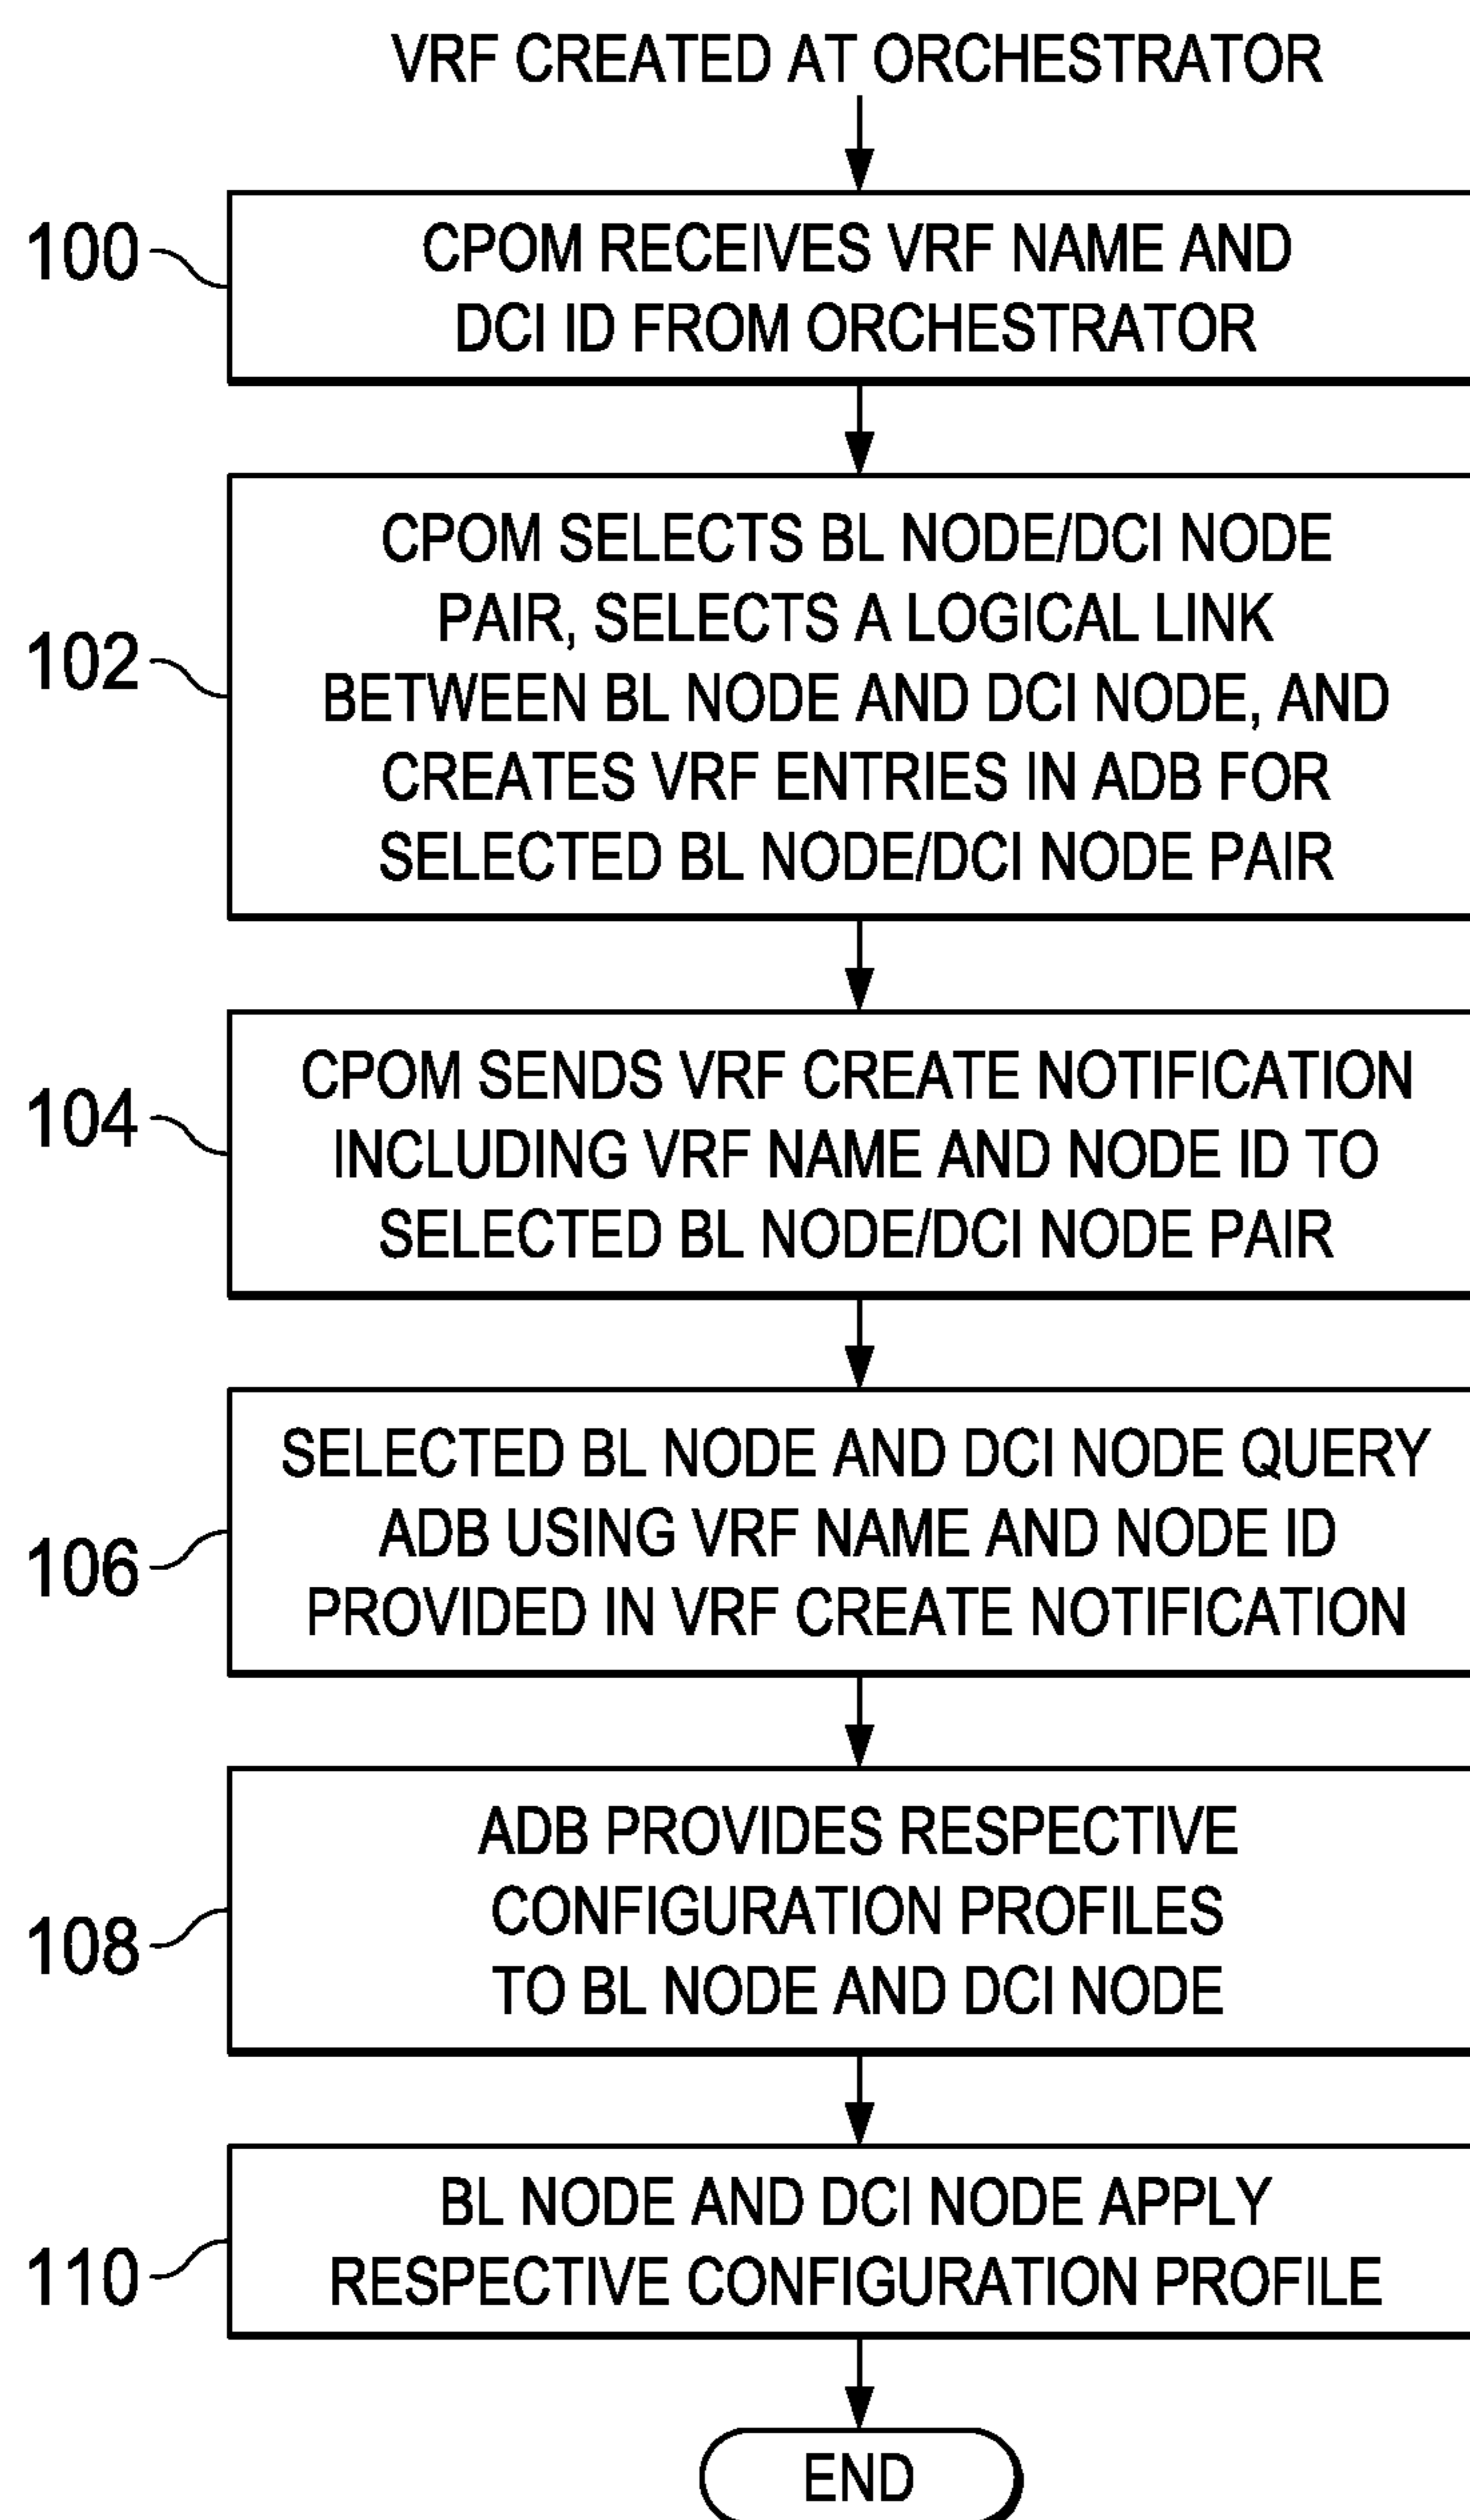 VRF CREATED AT ORCHESTRATOR
100
CPOM RECEIVES VRF NAME AND
DCI ID FROM ORCHESTRATOR
102
CPOM SELECTS BL NODE/DCI NODE
PAIR, SELECTS A LOGICAL LINK
BETWEEN BL NODE AND DCI NODE, AND
CREATES VRF ENTRIES IN ADB FOR
SELECTED BL NODE/DCI NODE PAIR
104
CPOM SENDS VRF CREATE NOTIFICATION
INCLUDING VRF NAME AND NODE ID TO
SELECTED BL NODE/DCI NODE PAIR
106
SELECTED BL NODE AND DCI NODE QUERY
ADB USING VRF NAME AND NODE ID
PROVIDED IN VRF CREATE NOTIFICATION
108
ADB PROVIDES RESPECTIVE
CONFIGURATION PROFILES
TO BL NODE AND DCI NODE
110
BL NODE AND DCI NODE APPLY
RESPECTIVE CONFIGURATION PROFILE
END